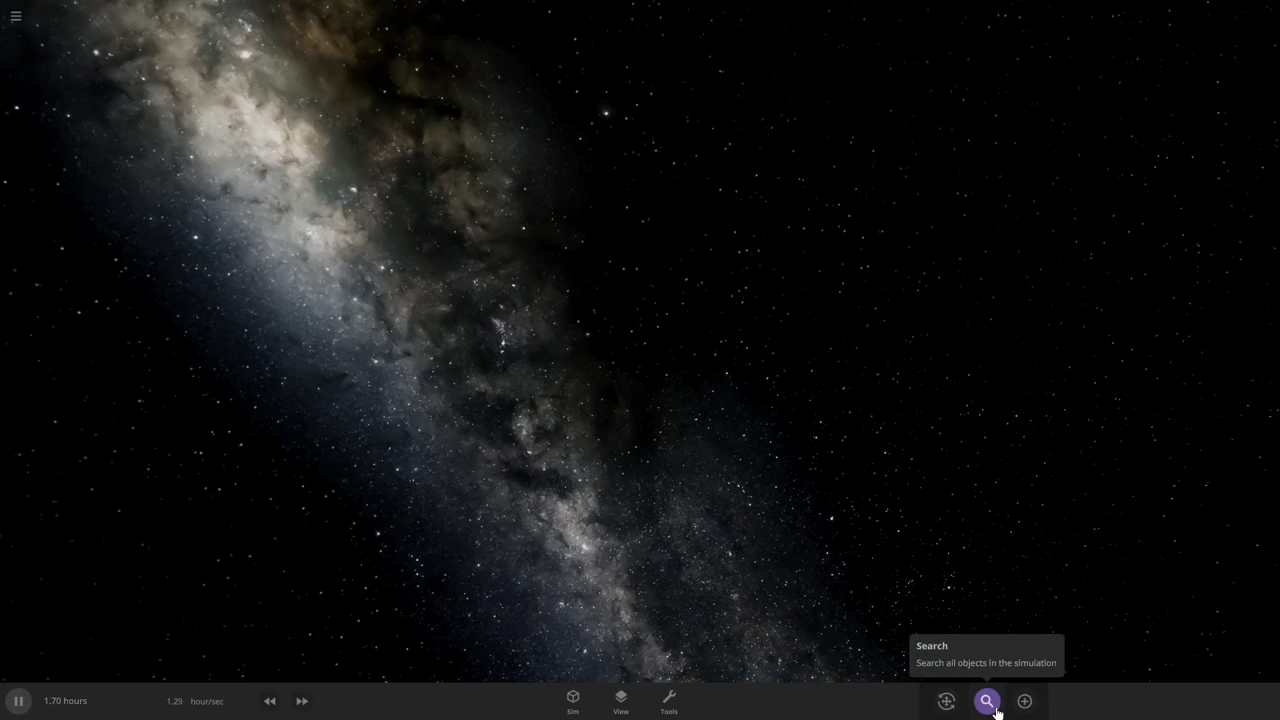 Search
Search all objects in the simulation
1.70 hours
1.29 hour/sec
Sim
View
Tools